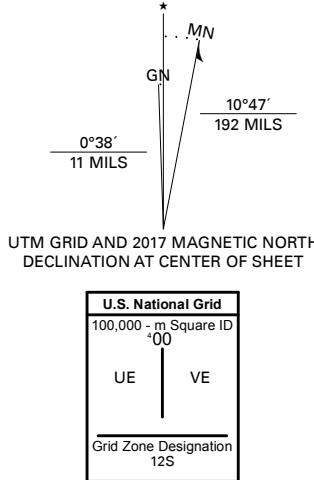 ★
MN
GN
0°38´
11 MILS
10°47´
192 MILS
UTM GRID AND 2017 MAGNETIC NORTH
DECLINATION AT CENTER OF SHEET
U.S. National Grid
100,000 - m Square ID
⁴00
UE VE
Grid Zone Designation
12S